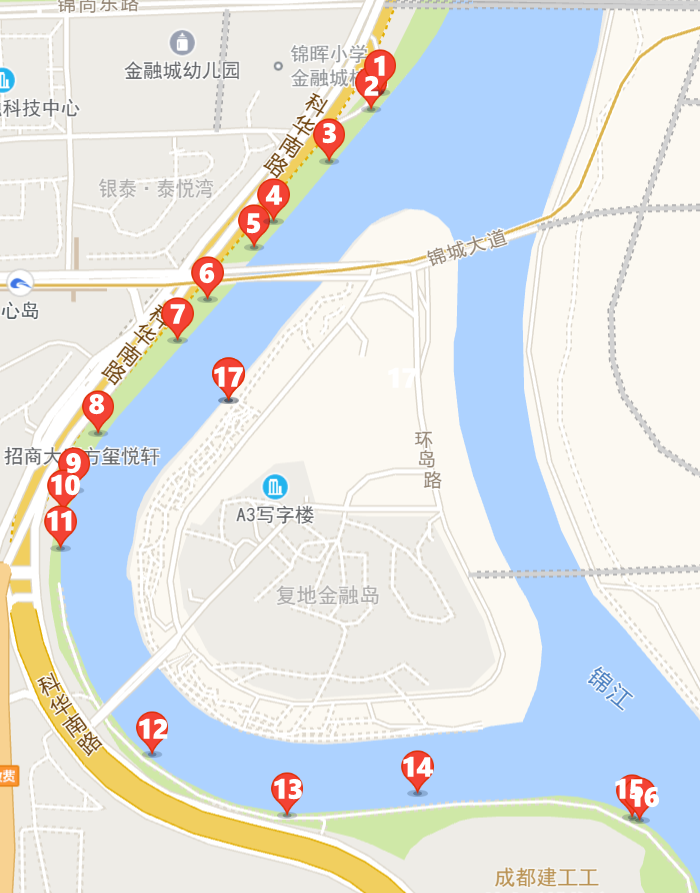 锦尚东路
锦晖小学
金融城校
金融城幼儿园
融科技中心
科华南路
银泰·泰悦湾
锦城大道
心岛
科华南路
招商大
方玺悦轩
环岛路
A3写字楼
复地金融岛
锦江
科华南路
成都建工工
1
2
3
4
5
6
7
17
17
8
9
10
11
12
13
14
15
16